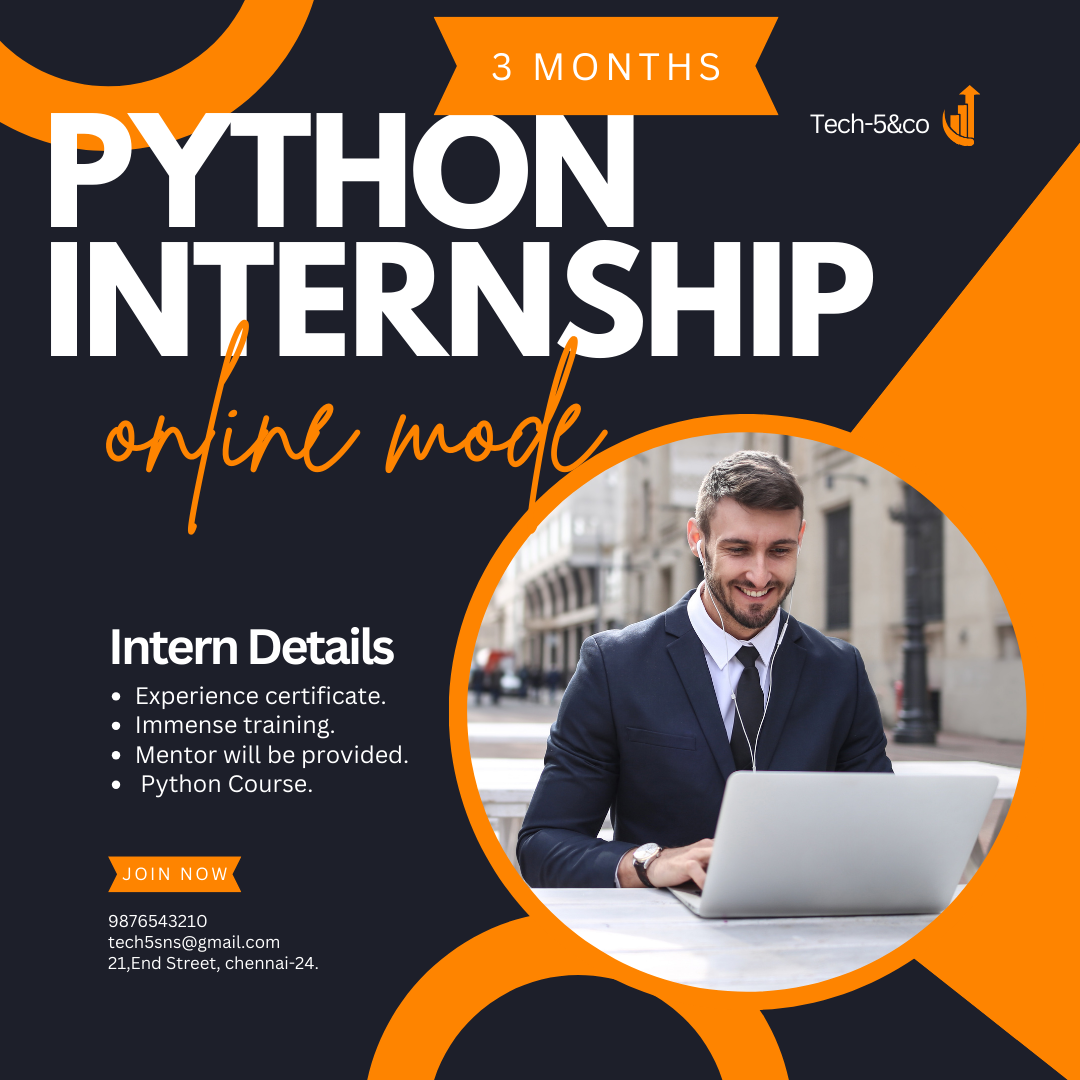 3 MONTHS
Tech-5&co
PYTHON
INTERNSHIP
online mode
Intern Details
• Experience certificate.
• Immense training.
• Mentor will be provided.
• Python Course.
JOIN NOW
9876543210
tech5sns@gmail.com
21,End Street, chennai-24.